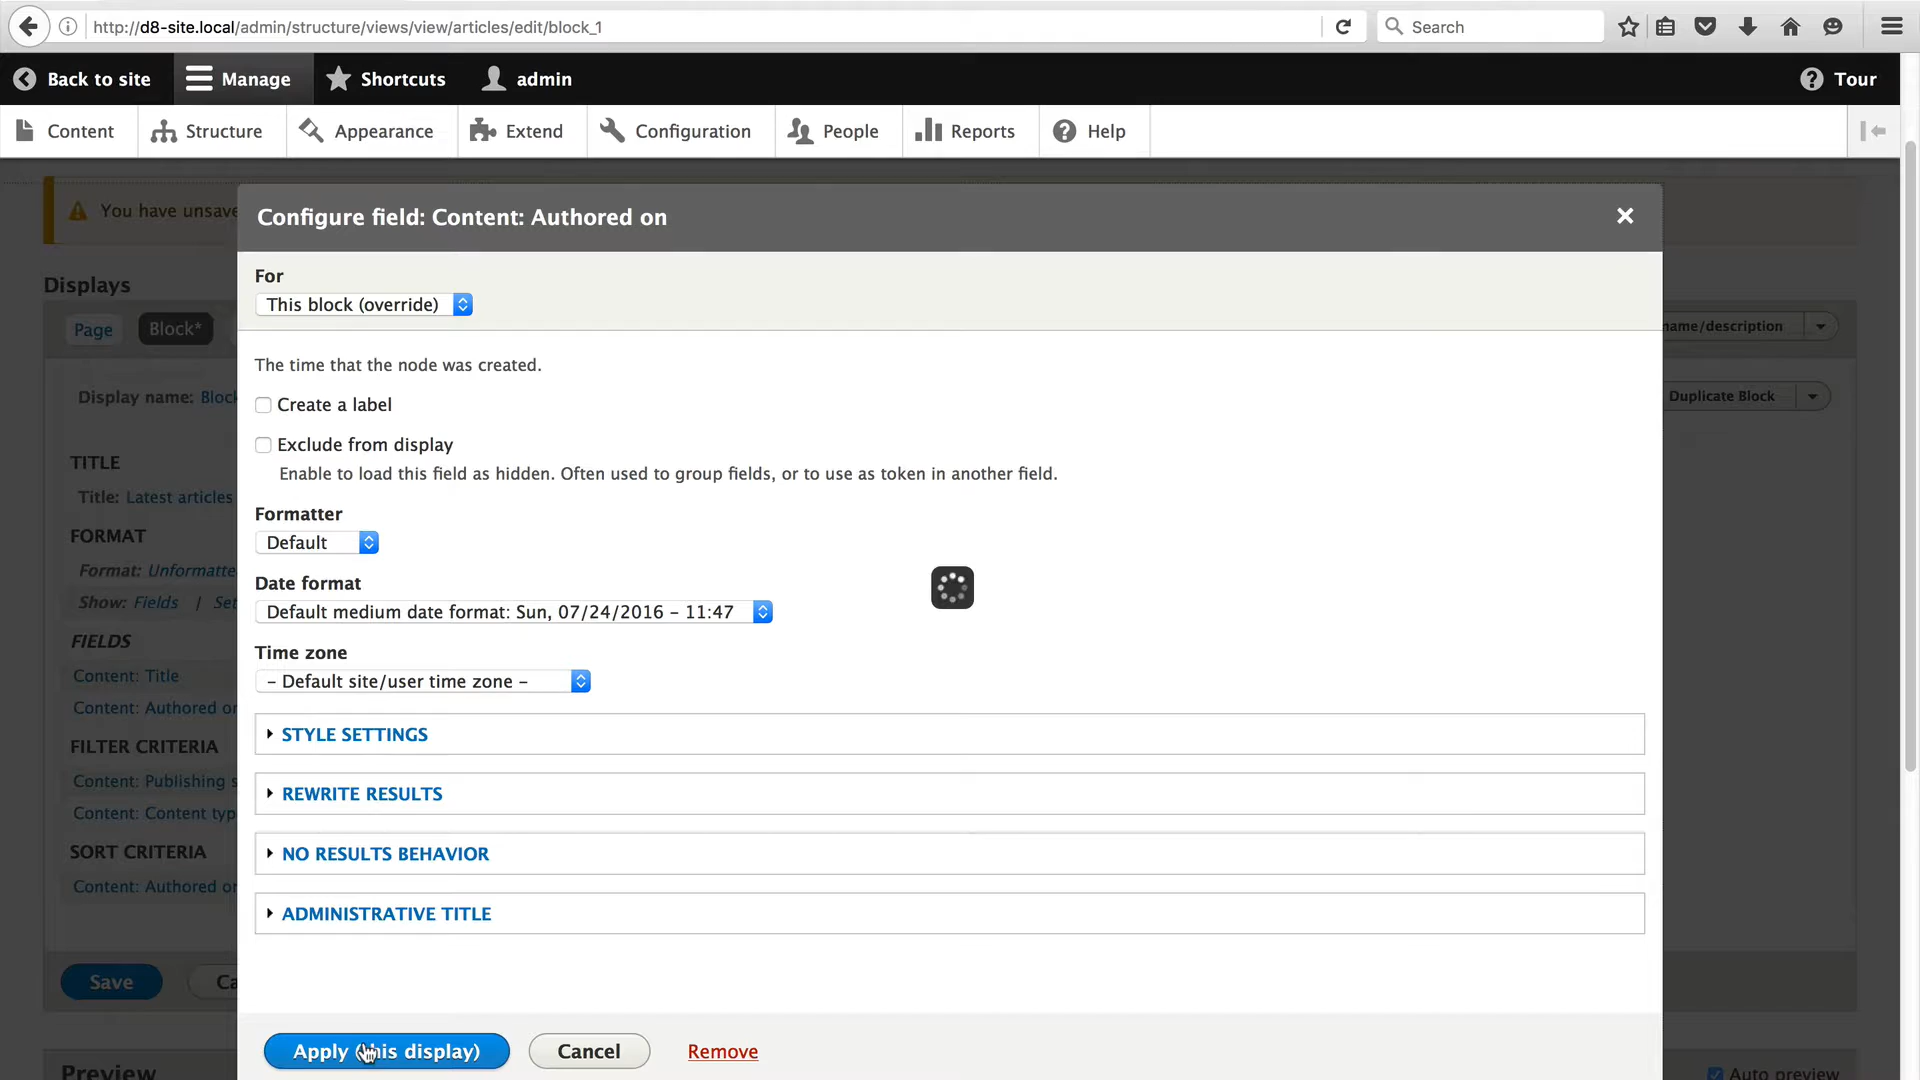 http://d8-site.local/admin/structure/views/view/articles/edit/block_1
Search
Back to site
Manage
Shortcuts
admin
Tour
Content
Structure
Appearance
Extend
Configuration
People
Reports
Help
You have unsave
Configure field: Content: Authored on
For
This block (override)
Displays
Page
Block*
name/description
The time that the node was created.
Display name: Block
Create a label
Duplicate Block
Exclude from display
Enable to load this field as hidden. Often used to group fields, or to use as token in another field.
TITLE
Title: Latest articles
Formatter
Default
FORMAT
Format: Unformatte
Show: Fields | Set
Date format
Default medium date format: Sun, 07/24/2016 - 11:47
FIELDS
Content: Title
Content: Authored on
Time zone
- Default site/user time zone -
STYLE SETTINGS
FILTER CRITERIA
Content: Publishing s
Content: Content typ
REWRITE RESULTS
SORT CRITERIA
Content: Authored on
NO RESULTS BEHAVIOR
ADMINISTRATIVE TITLE
Save
Ca
Apply (this display)
Cancel
Remove
Preview
Auto preview